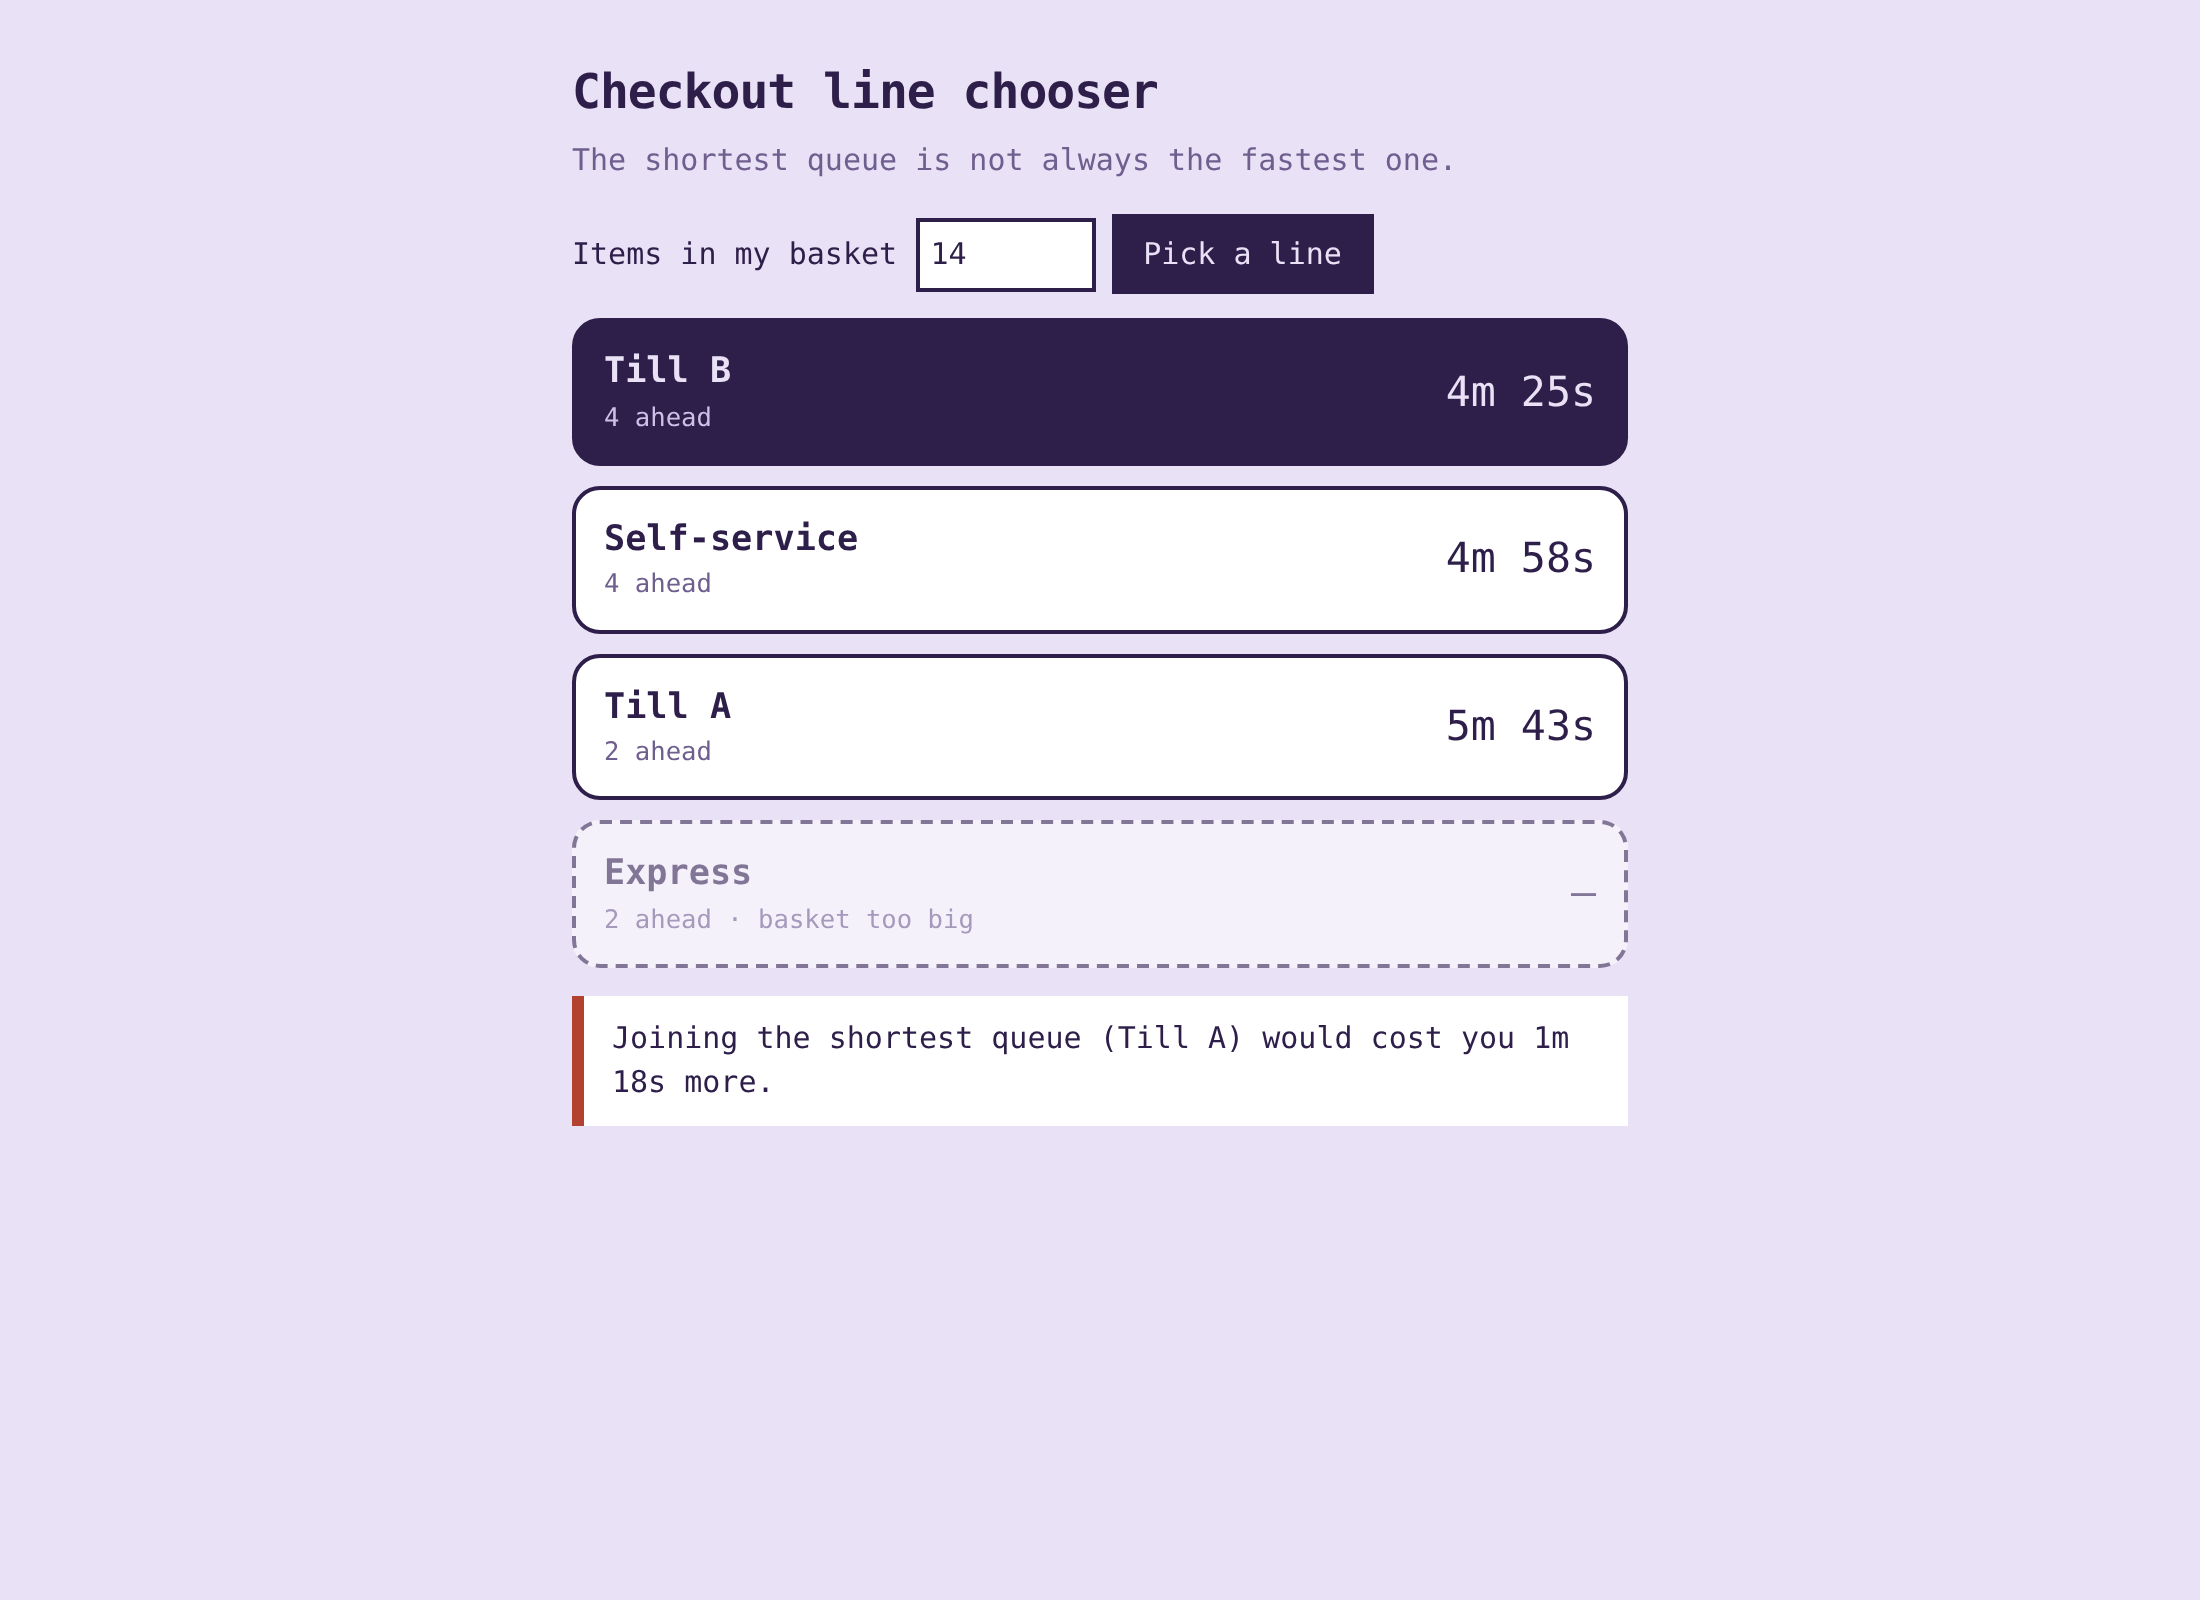 Checkout line chooser
The shortest queue is not always the fastest one.
Items in my basket 14 Pick a line
Till B
4 ahead
4m 25s
Self-service
4 ahead
4m 58s
Till A
2 ahead
5m 43s
Express
2 ahead · basket too big
—
Joining the shortest queue (Till A) would cost you 1m
18s more.